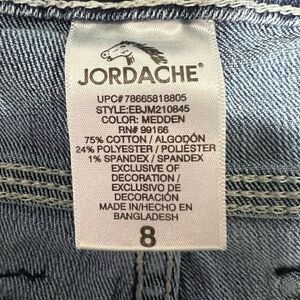 JORDACHE®
UPC# 78665818805
STYLE:EBJM210845
COLOR: MEDDEN
RN# 99166
75% COTTON / ALGODÓN
24% POLYESTER / POLIÉSTER
1% SPANDEX / SPANDEX
EXCLUSIVE OF
DECORATION /
EXCLUSIVO DE
DECORACIÓN
MADE IN/HECHO EN
BANGLADESH
8